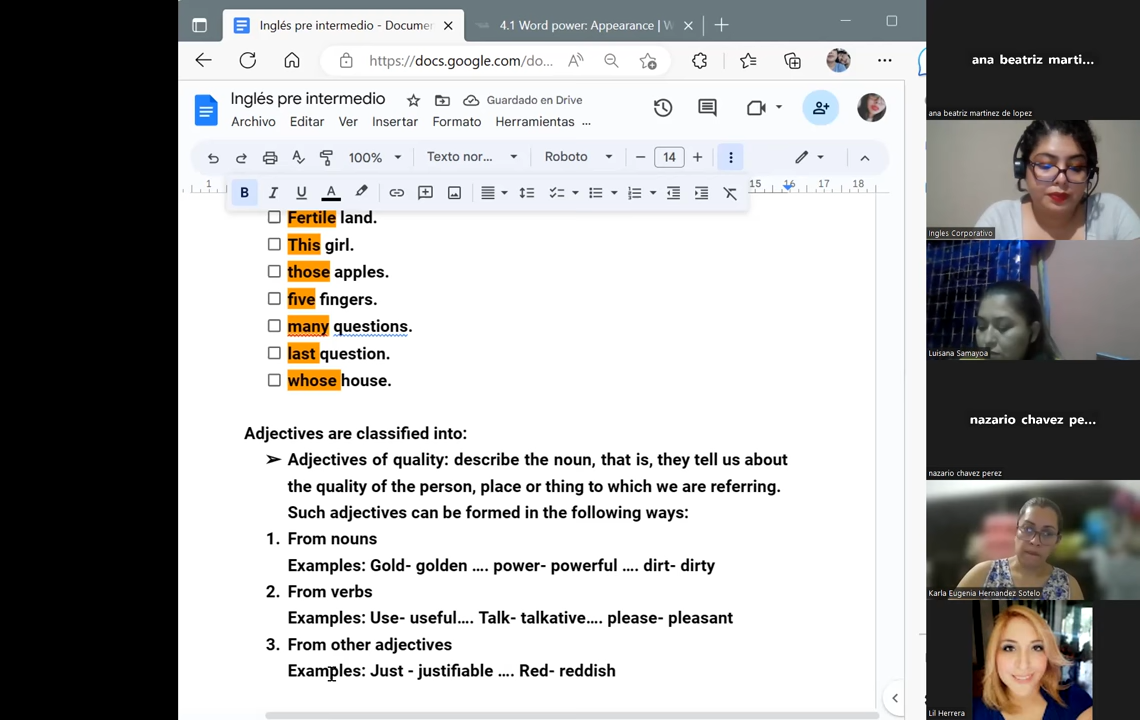 Inglés pre intermedio - Documen
4.1 Word power: Appearance | W
https://docs.google.com/do...
Inglés pre intermedio
Guardado en Drive
Archivo Editar Ver Insertar Formato Herramientas ...
100% Texto nor... Roboto 14
B I U A
1 15 16 17 18
Fertile land.
This girl.
those apples.
five fingers.
many questions.
last question.
whose house.
Adjectives are classified into:
➢ Adjectives of quality: describe the noun, that is, they tell us about
the quality of the person, place or thing to which we are referring.
Such adjectives can be formed in the following ways:
1. From nouns
Examples: Gold- golden .... power- powerful .... dirt- dirty
2. From verbs
Examples: Use- useful.... Talk- talkative.... please- pleasant
3. From other adjectives
Examples: Just - justifiable .... Red- reddish
ana beatriz marti...
ana beatriz martinez de lopez
Ingles Corporativo
Luisana Samayoa
nazario chavez pe...
nazario chavez perez
Karla Eugenia Hernandez Sotelo
Lil Herrera